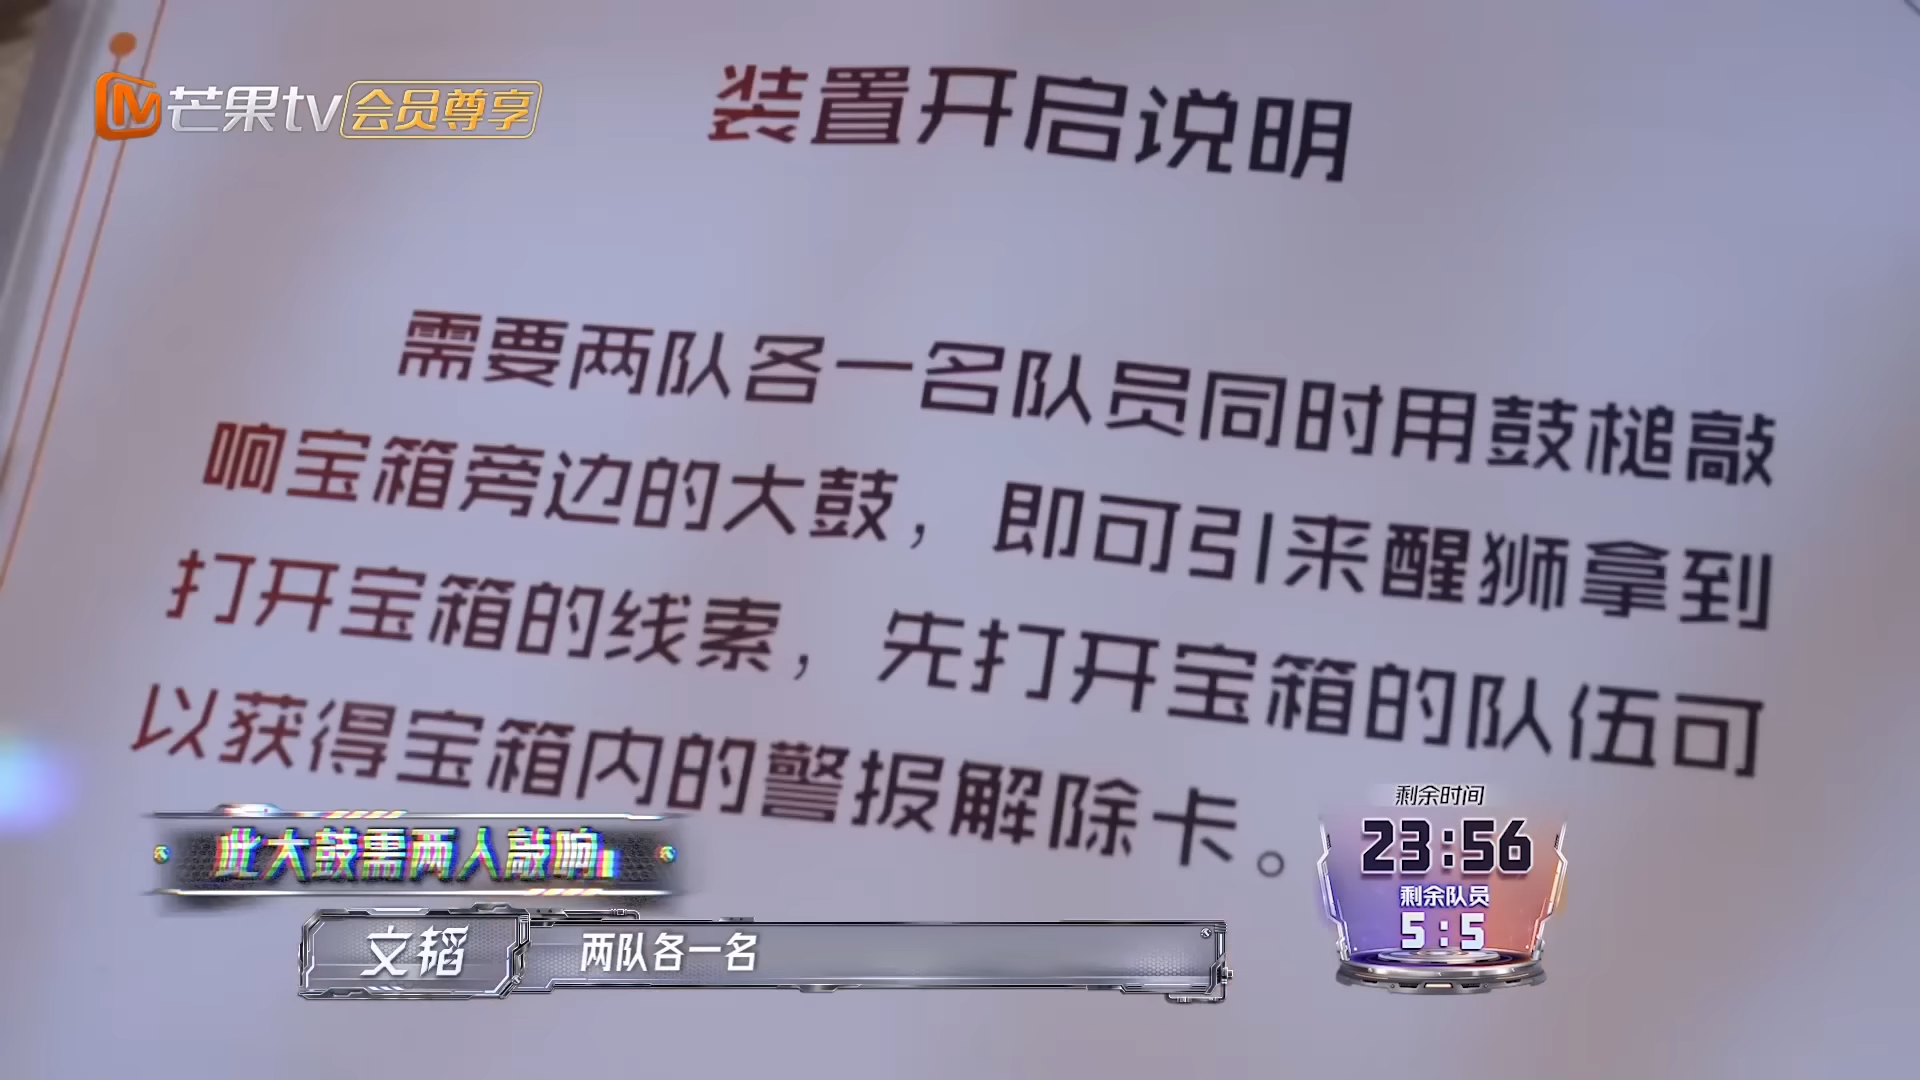 芒果tv会员尊享
装置开启说明
需要两队各一名队员同时用鼓槌敲
响宝箱旁边的大鼓，即可引来醒狮拿到
打开宝箱的线索，先打开宝箱的队伍可
以获得宝箱内的警报解除卡。
此大鼓需两人敲响
文韬 两队各一名
剩余时间
23:56
剩余队员
5:5